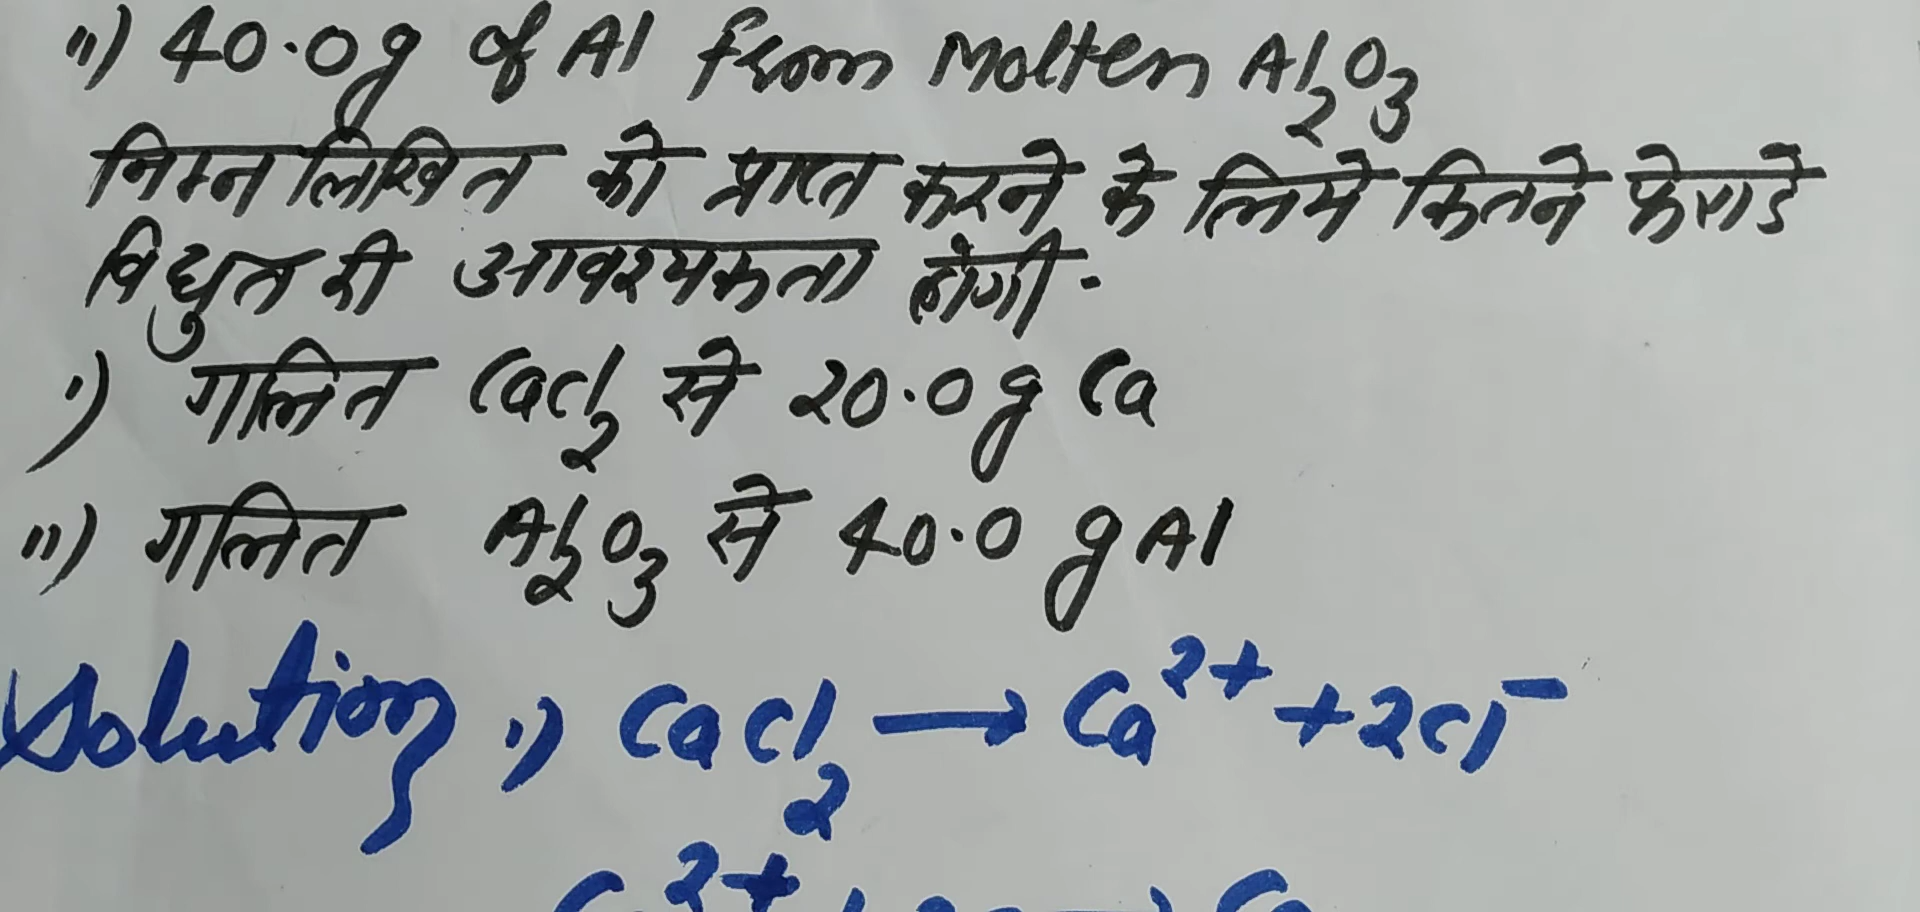 ii) 40.0g of Al from Molten Al₂O₃
निम्नलिखित को प्राप्त करने के लिये कितने फेराडे
विद्युत की आवश्यकता होगी.
i) गलित CaCl₂ से 20.0g Ca
ii) गलित Al₂O₃ से 40.0 g Al
Solution i) CaCl₂ → Ca²⁺ + 2Cl⁻